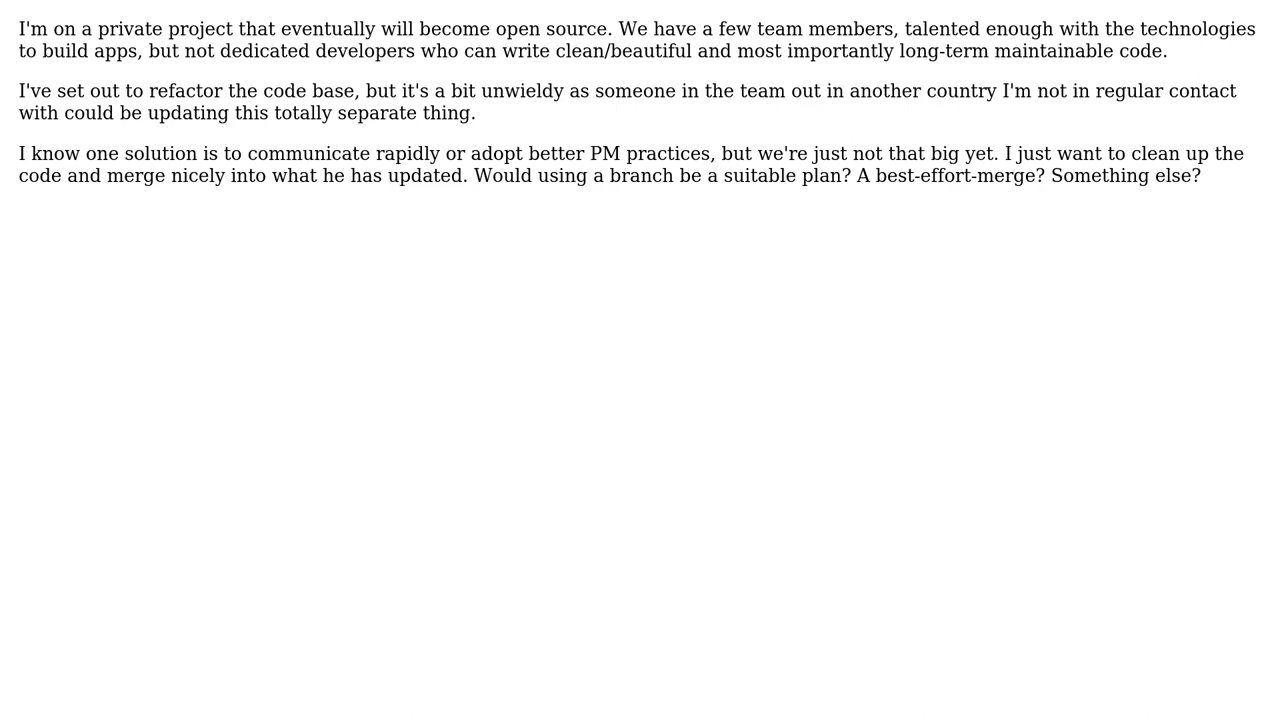 I'm on a private project that eventually will become open source. We have a few team members, talented enough with the technologies
to build apps, but not dedicated developers who can write clean/beautiful and most importantly long-term maintainable code.
I've set out to refactor the code base, but it's a bit unwieldy as someone in the team out in another country I'm not in regular contact
with could be updating this totally separate thing.
I know one solution is to communicate rapidly or adopt better PM practices, but we're just not that big yet. I just want to clean up the
code and merge nicely into what he has updated. Would using a branch be a suitable plan? A best-effort-merge? Something else?